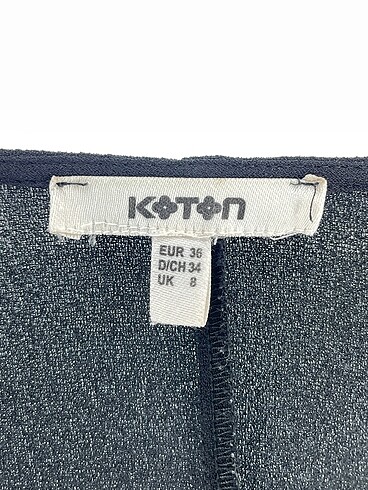 KOTON
EUR 36
D/CH 34
UK 8